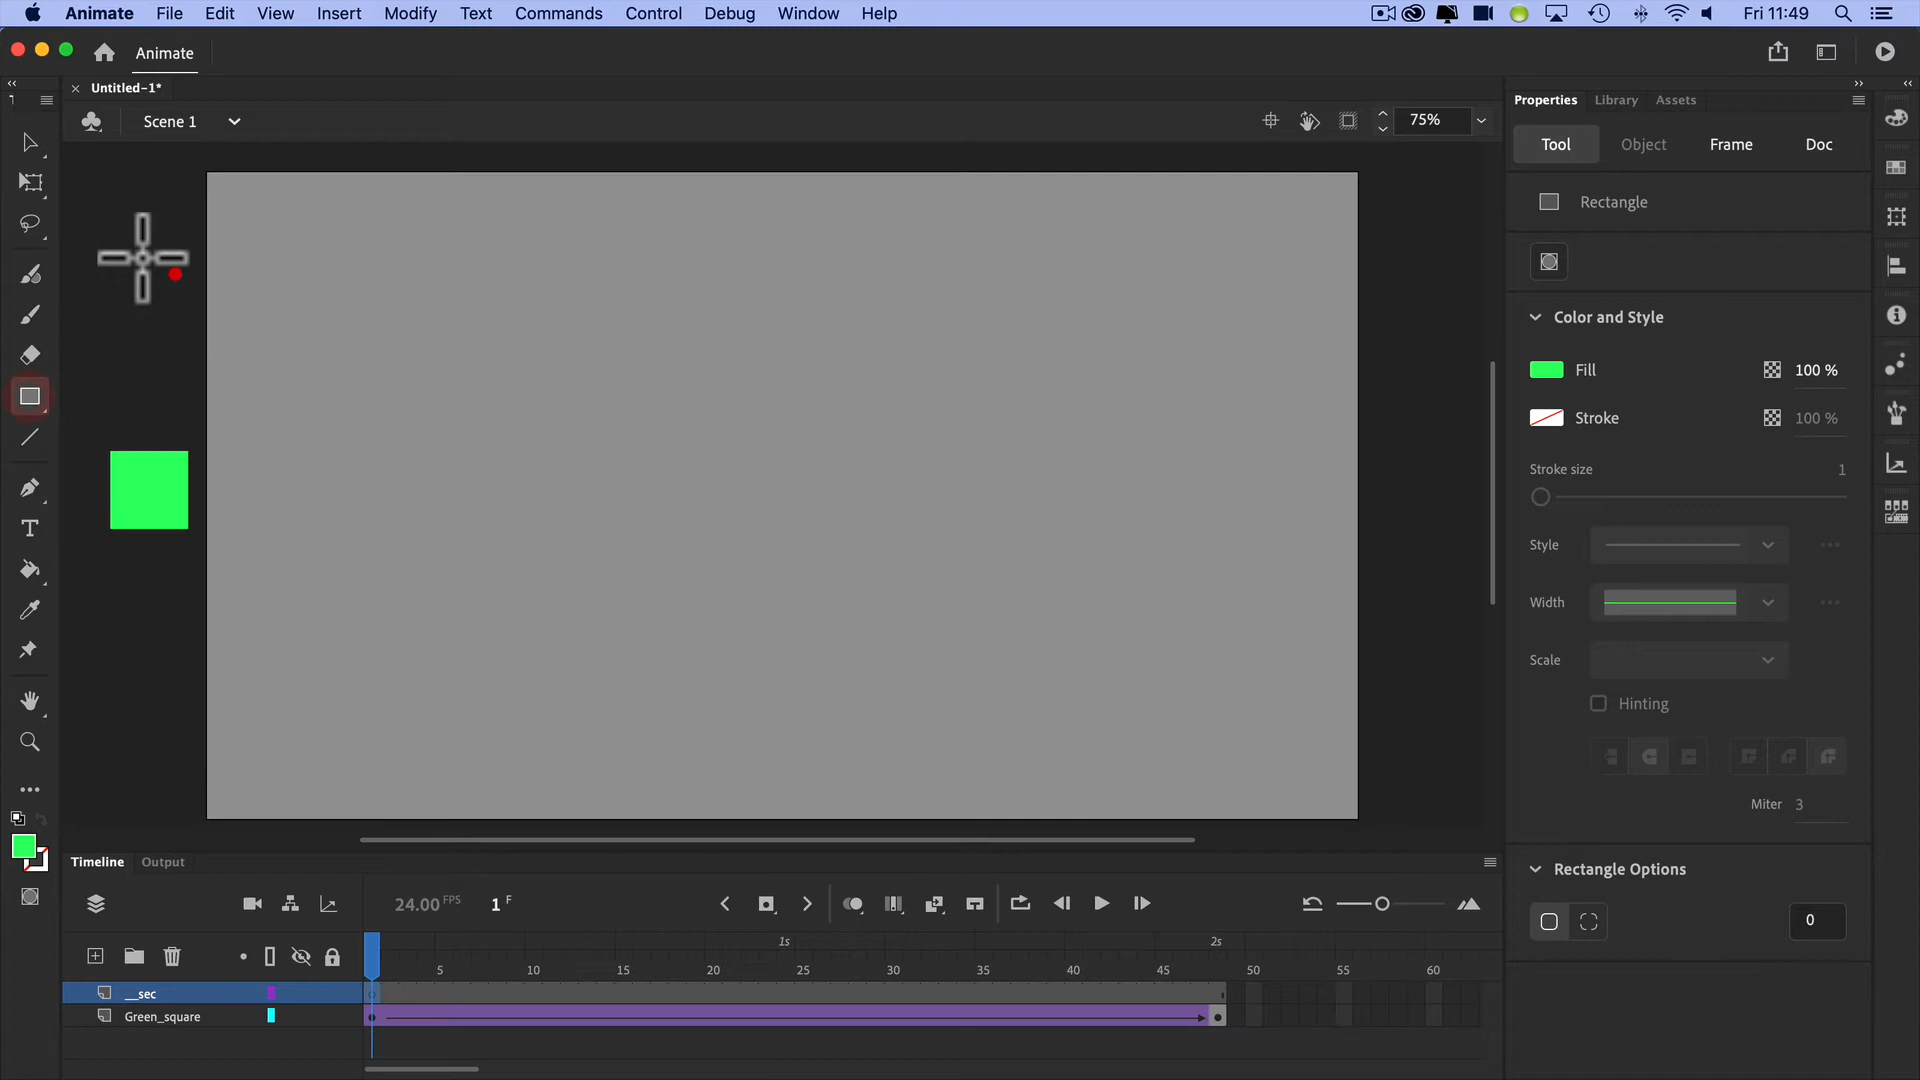 Animate File Edit View Insert Modify Text Commands Control Debug Window Help Fri 11:49
Animate
Untitled-1*
Scene 1 75%
Properties Library Assets
Tool Object Frame Doc
Rectangle
Color and Style
Fill 100 %
Stroke 100 %
Stroke size 1
Style
Width
Scale
Hinting
Miter 3
Rectangle Options
0
Timeline Output
24.00 FPS 1 F
1s 2s
5 10 15 20 25 30 35 40 45 50 55 60
__sec
Green_square